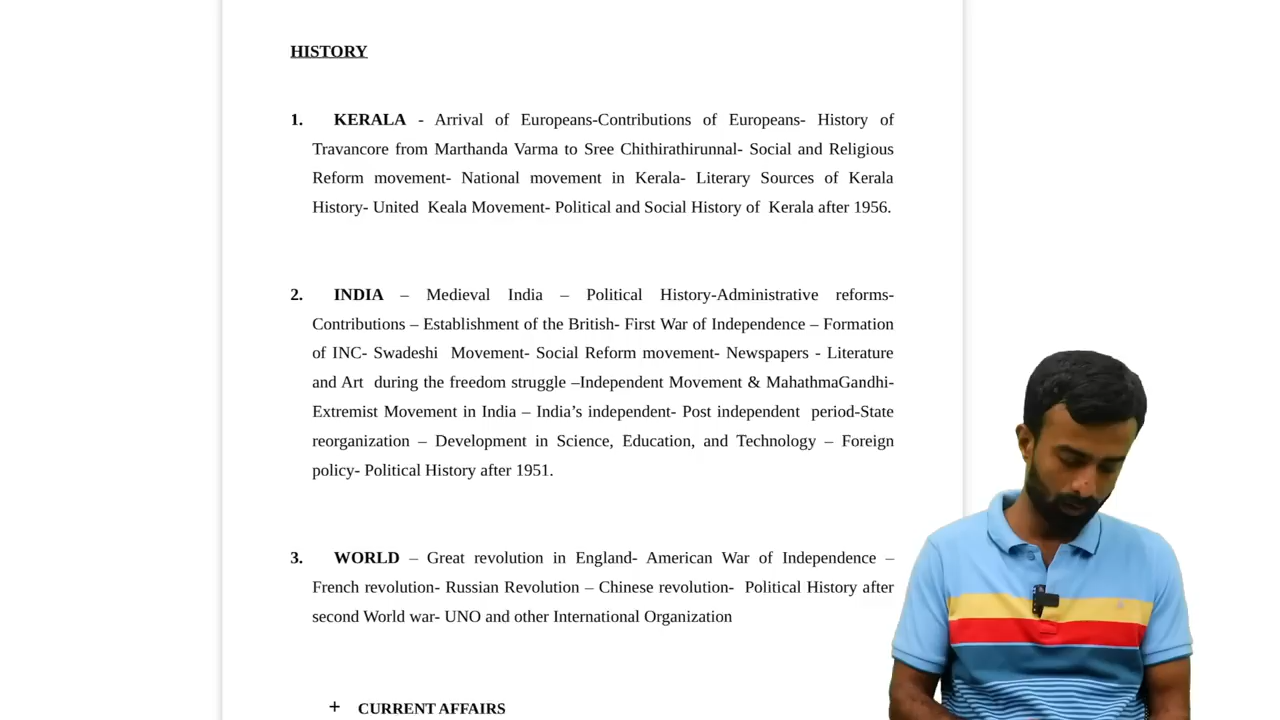 HISTORY
1. KERALA - Arrival of Europeans-Contributions of Europeans- History of
Travancore from Marthanda Varma to Sree Chithirathirunnal- Social and Religious
Reform movement- National movement in Kerala- Literary Sources of Kerala
History- United Keala Movement- Political and Social History of Kerala after 1956.
2. INDIA – Medieval India – Political History-Administrative reforms-
Contributions – Establishment of the British- First War of Independence – Formation
of INC- Swadeshi Movement- Social Reform movement- Newspapers - Literature
and Art during the freedom struggle –Independent Movement & MahathmaGandhi-
Extremist Movement in India – India’s independent- Post independent period-State
reorganization – Development in Science, Education, and Technology – Foreign
policy- Political History after 1951.
3. WORLD – Great revolution in England- American War of Independence –
French revolution- Russian Revolution – Chinese revolution- Political History after
second World war- UNO and other International Organization
+ CURRENT AFFAIRS